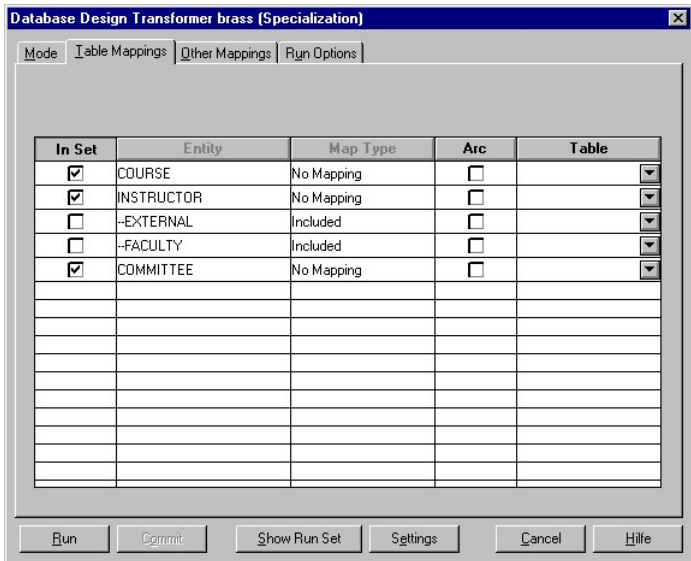 Database Design Transformer brass (Specialization)
Mode Table Mappings Other Mappings Run Options
In Set Entity Map Type Arc Table
COURSE No Mapping
INSTRUCTOR No Mapping
--EXTERNAL Included
--FACULTY Included
COMMITTEE No Mapping
Run Commit Show Run Set Settings Cancel Hilfe